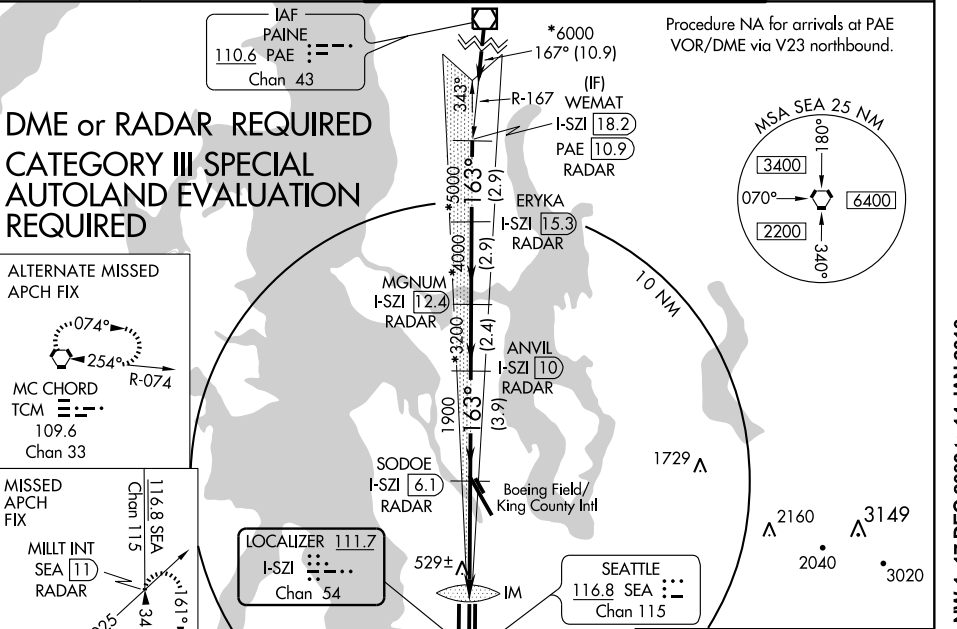 IAF
PAINE
110.6 PAE
Chan 43
*6000
167° (10.9)
Procedure NA for arrivals at PAE
VOR/DME via V23 northbound.
DME or RADAR REQUIRED
CATEGORY III SPECIAL
AUTOLAND EVALUATION
REQUIRED
343°
R-167
(IF)
WEMAT
I-SZI 18.2
PAE 10.9
RADAR
MSA SEA 25 NM
180°
3400
070°
6400
2200
340°
*5000
163°
(2.9)
ERYKA
I-SZI 15.3
RADAR
*4000
(2.9)
10 NM
MGNUM
I-SZI 12.4
RADAR
*3200
(2.4)
ANVIL
I-SZI 10
RADAR
1900
163°
(3.9)
ALTERNATE MISSED
APCH FIX
074°
254°
R-074
MC CHORD
TCM
109.6
Chan 33
SODOE
I-SZI 6.1
RADAR
Boeing Field/
King County Intl
1729
2160
3149
2040
3020
MISSED
APCH
FIX
116.8 SEA
Chan 115
MILLT INT
SEA 11
RADAR
161°
LOCALIZER 111.7
I-SZI
Chan 54
529±
IM
SEATTLE
116.8 SEA
Chan 115